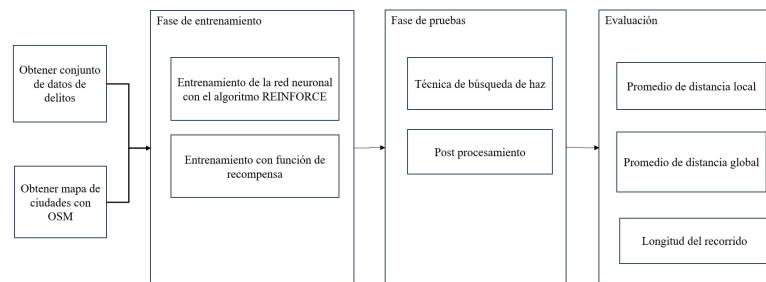 Obtener conjunto
de datos de
delitos
Obtener mapa de
ciudades con
OSM
Fase de entrenamiento
Entrenamiento de la red neuronal
con el algoritmo REINFORCE
Entrenamiento con función de
recompensa
Fase de pruebas
Técnica de búsqueda de haz
Post procesamiento
Evaluación
Promedio de distancia local
Promedio de distancia global
Longitud del recorrido